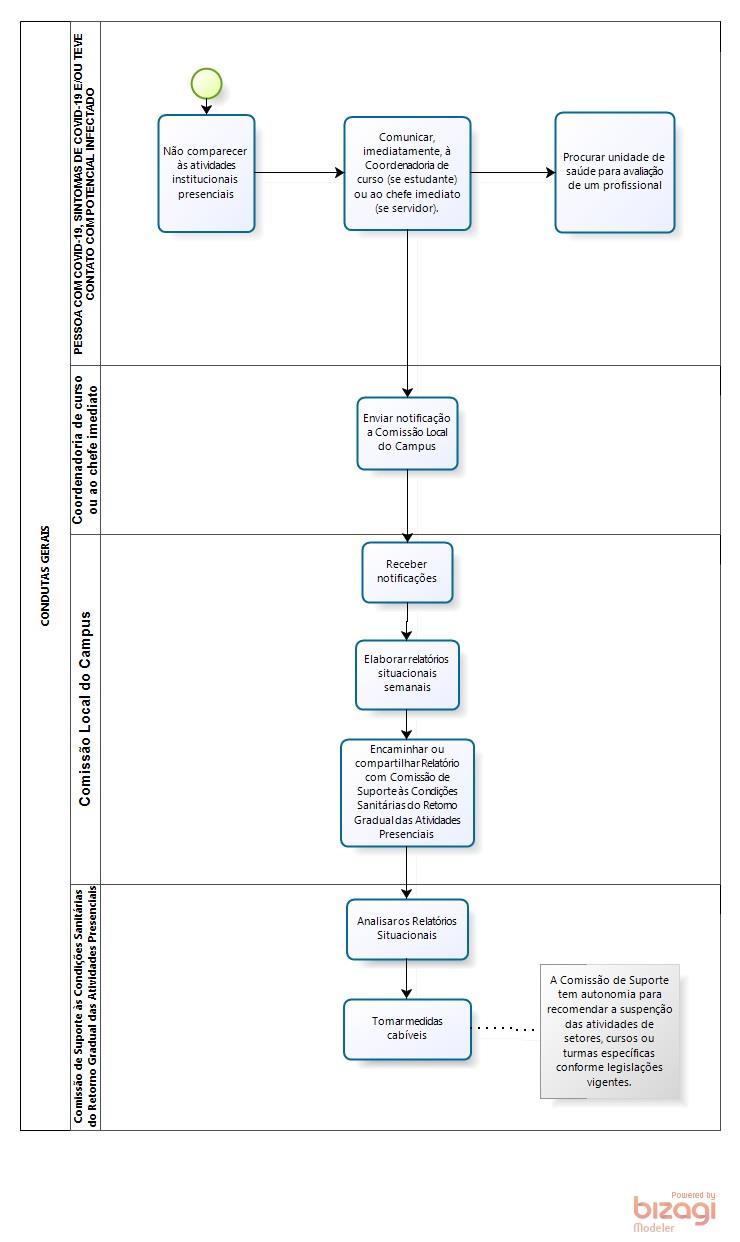 CONDUTAS GERAIS
PESSOA COM COVID-19, SINTOMAS DE COVID-19 E/OU TEVE
CONTATO COM POTENCIAL INFECTADO
Não comparecer
às atividades
institucionais
presenciais
Comunicar,
imediatamente, à
Coordenadoria de
curso (se estudante)
ou ao chefe imediato
(se servidor).
Procurar unidade de
saúde para avaliação
de um profissional
Coordenadoria de curso
ou ao chefe imediato
Enviar notificação
a Comissão Local
do Campus
Comissão Local do Campus
Receber
notificações
Elaborar relatórios
situacionais
semanais
Encaminhar ou
compartilhar Relatório
com Comissão de
Suporte às Condições
Sanitárias do Retorno
Gradual das Atividades
Presenciais
Comissão de Suporte às Condições Sanitárias
do Retorno Gradual das Atividades Presenciais
Analisar os Relatórios
Situacionais
Tomar medidas
cabíveis
A Comissão de Suporte
tem autonomia para
recomendar a suspenção
das atividades de
setores, cursos ou
turmas específicas
conforme legislações
vigentes.
Powered by
bizagi
Modeler